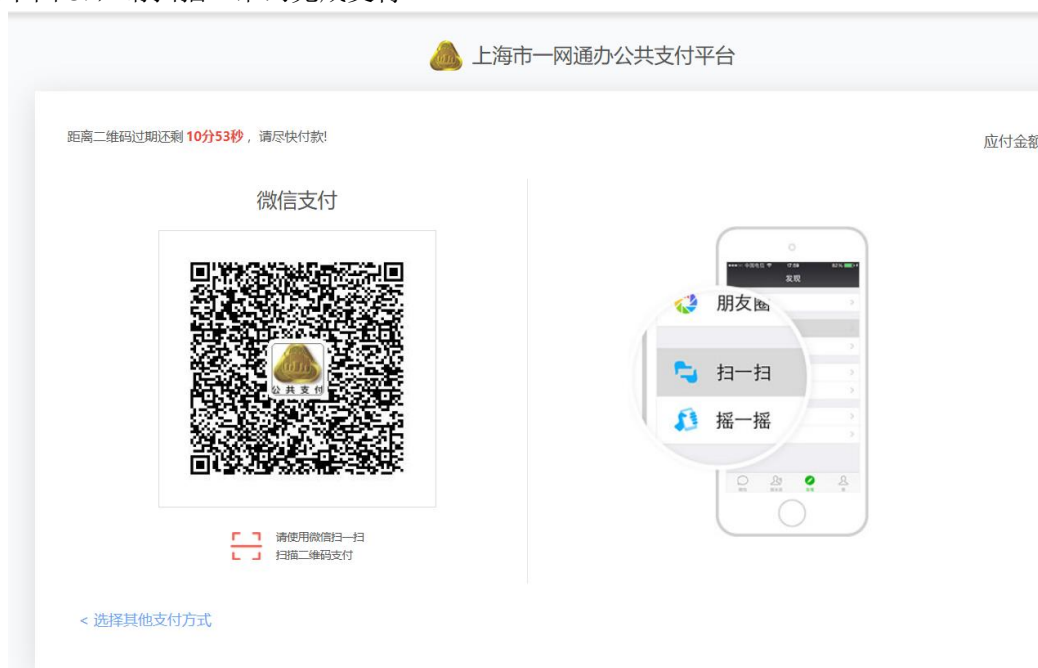 上海市一网通办公共支付平台
距离二维码过期还剩10分53秒，请尽快付款!
应付金额
微信支付
公共支付
请使用微信扫一扫
扫描二维码支付
发现
朋友圈
扫一扫
摇一摇
< 选择其他支付方式